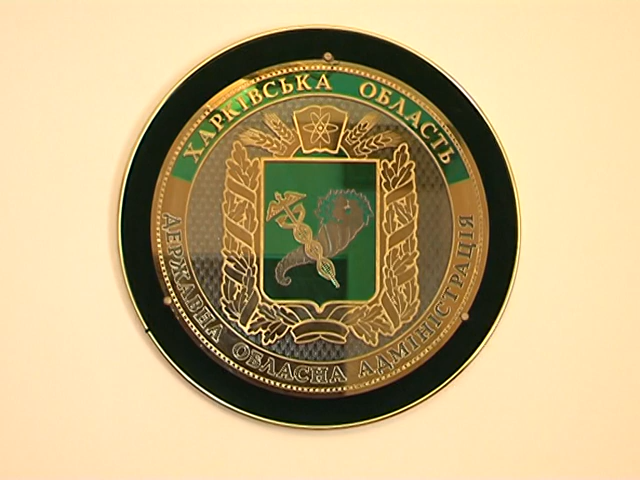 ХАРКІВСЬКА ОБЛАСТЬ
ДЕРЖАВНА ОБЛАСНА АДМІНІСТРАЦІЯ